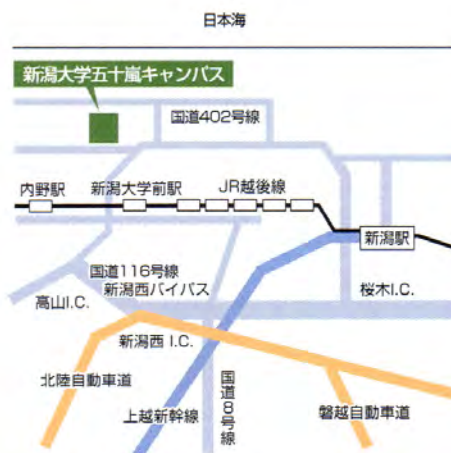 日本海
新潟大学五十嵐キャンパス
国道402号線
内野駅
新潟大学前駅
JR越後線
新潟駅
国道116号線
新潟西バイパス
高山I.C.
桜木I.C.
新潟西 I.C.
北陸自動車道
上越新幹線
国道8号線
磐越自動車道